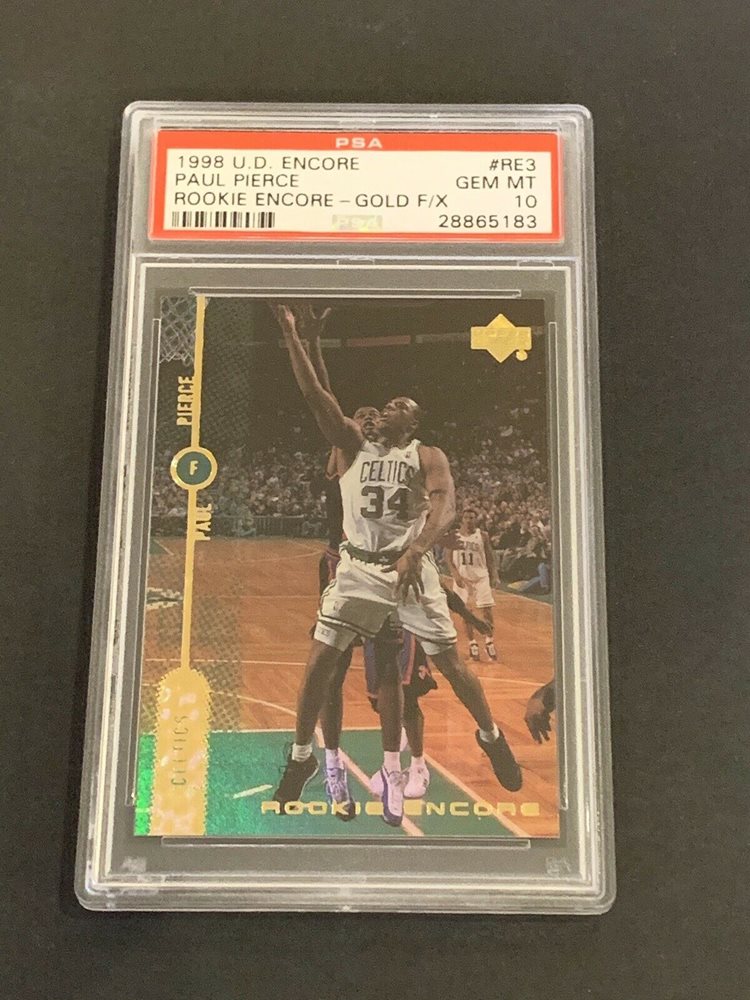 PSA
1998 U.D. ENCORE #RE3
PAUL PIERCE GEM MT
ROOKIE ENCORE - GOLD F/X 10
28865183
PSA
PAUL PIERCE
F
CELTICS
CELTICS
34
11
ROOKIE ENCORE